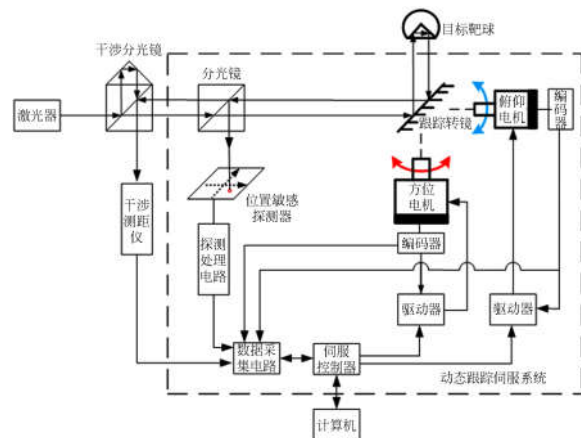 目标靶球
干涉分光镜
分光镜
激光器
跟踪转镜
俯仰
电机
编
码
器
干涉
测距
仪
位置敏感
探测器
方位
电机
探测
处理
电路
编码器
驱动器
驱动器
数据采
集电路
伺服
控制器
动态跟踪伺服系统
计算机